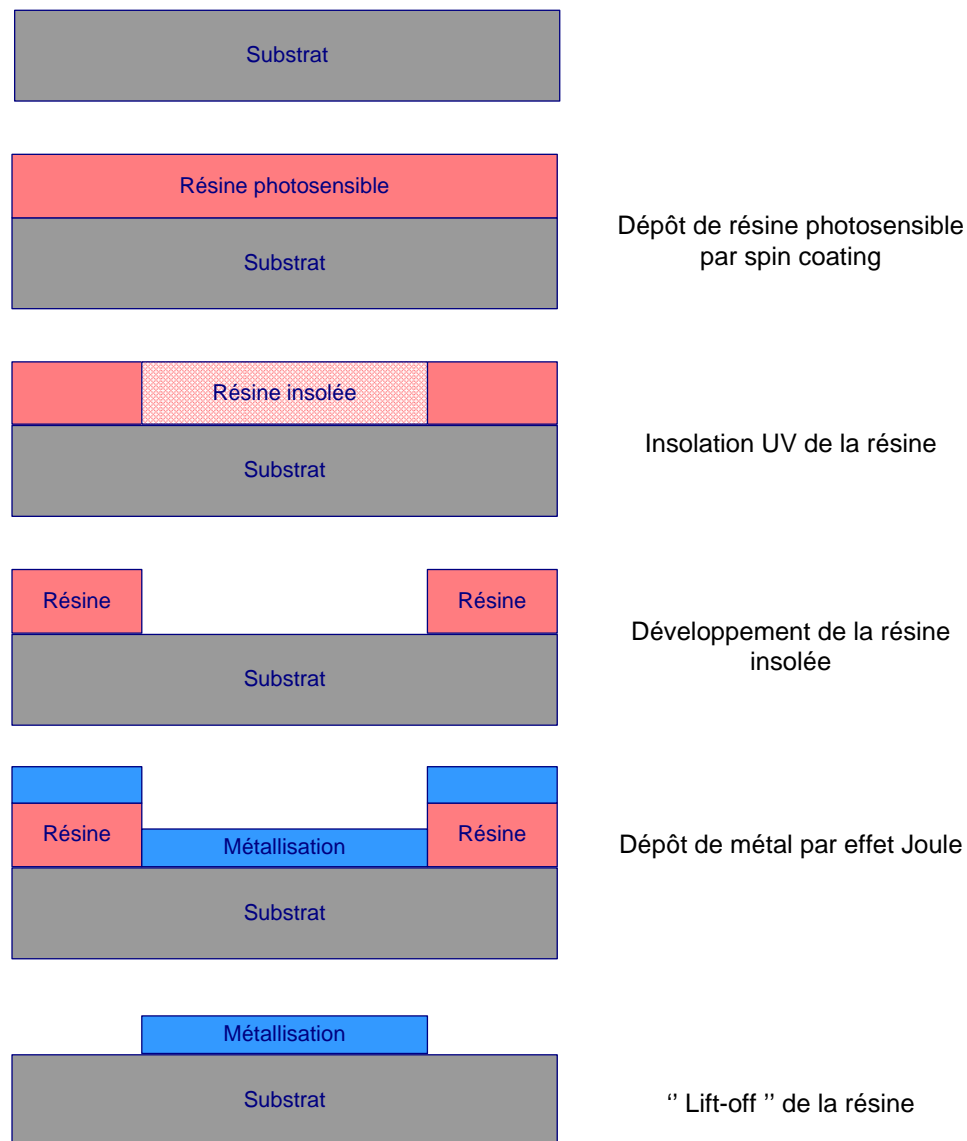 Substrat
Résine photosensible
Substrat
Dépôt de résine photosensible
par spin coating
Résine insolée
Substrat
Insolation UV de la résine
Résine
Résine
Substrat
Développement de la résine
insolée
Résine
Métallisation
Résine
Substrat
Dépôt de métal par effet Joule
Métallisation
Substrat
‘’ Lift-off ’’ de la résine